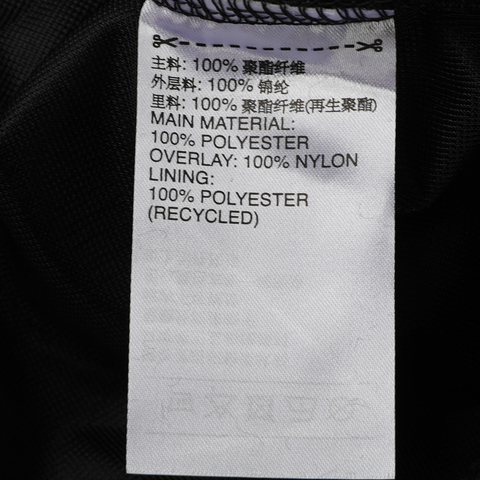 主料: 100% 聚酯纤维
外层料: 100% 锦纶
里料: 100% 聚酯纤维(再生聚酯)
MAIN MATERIAL:
100% POLYESTER
OVERLAY: 100% NYLON
LINING:
100% POLYESTER
(RECYCLED)